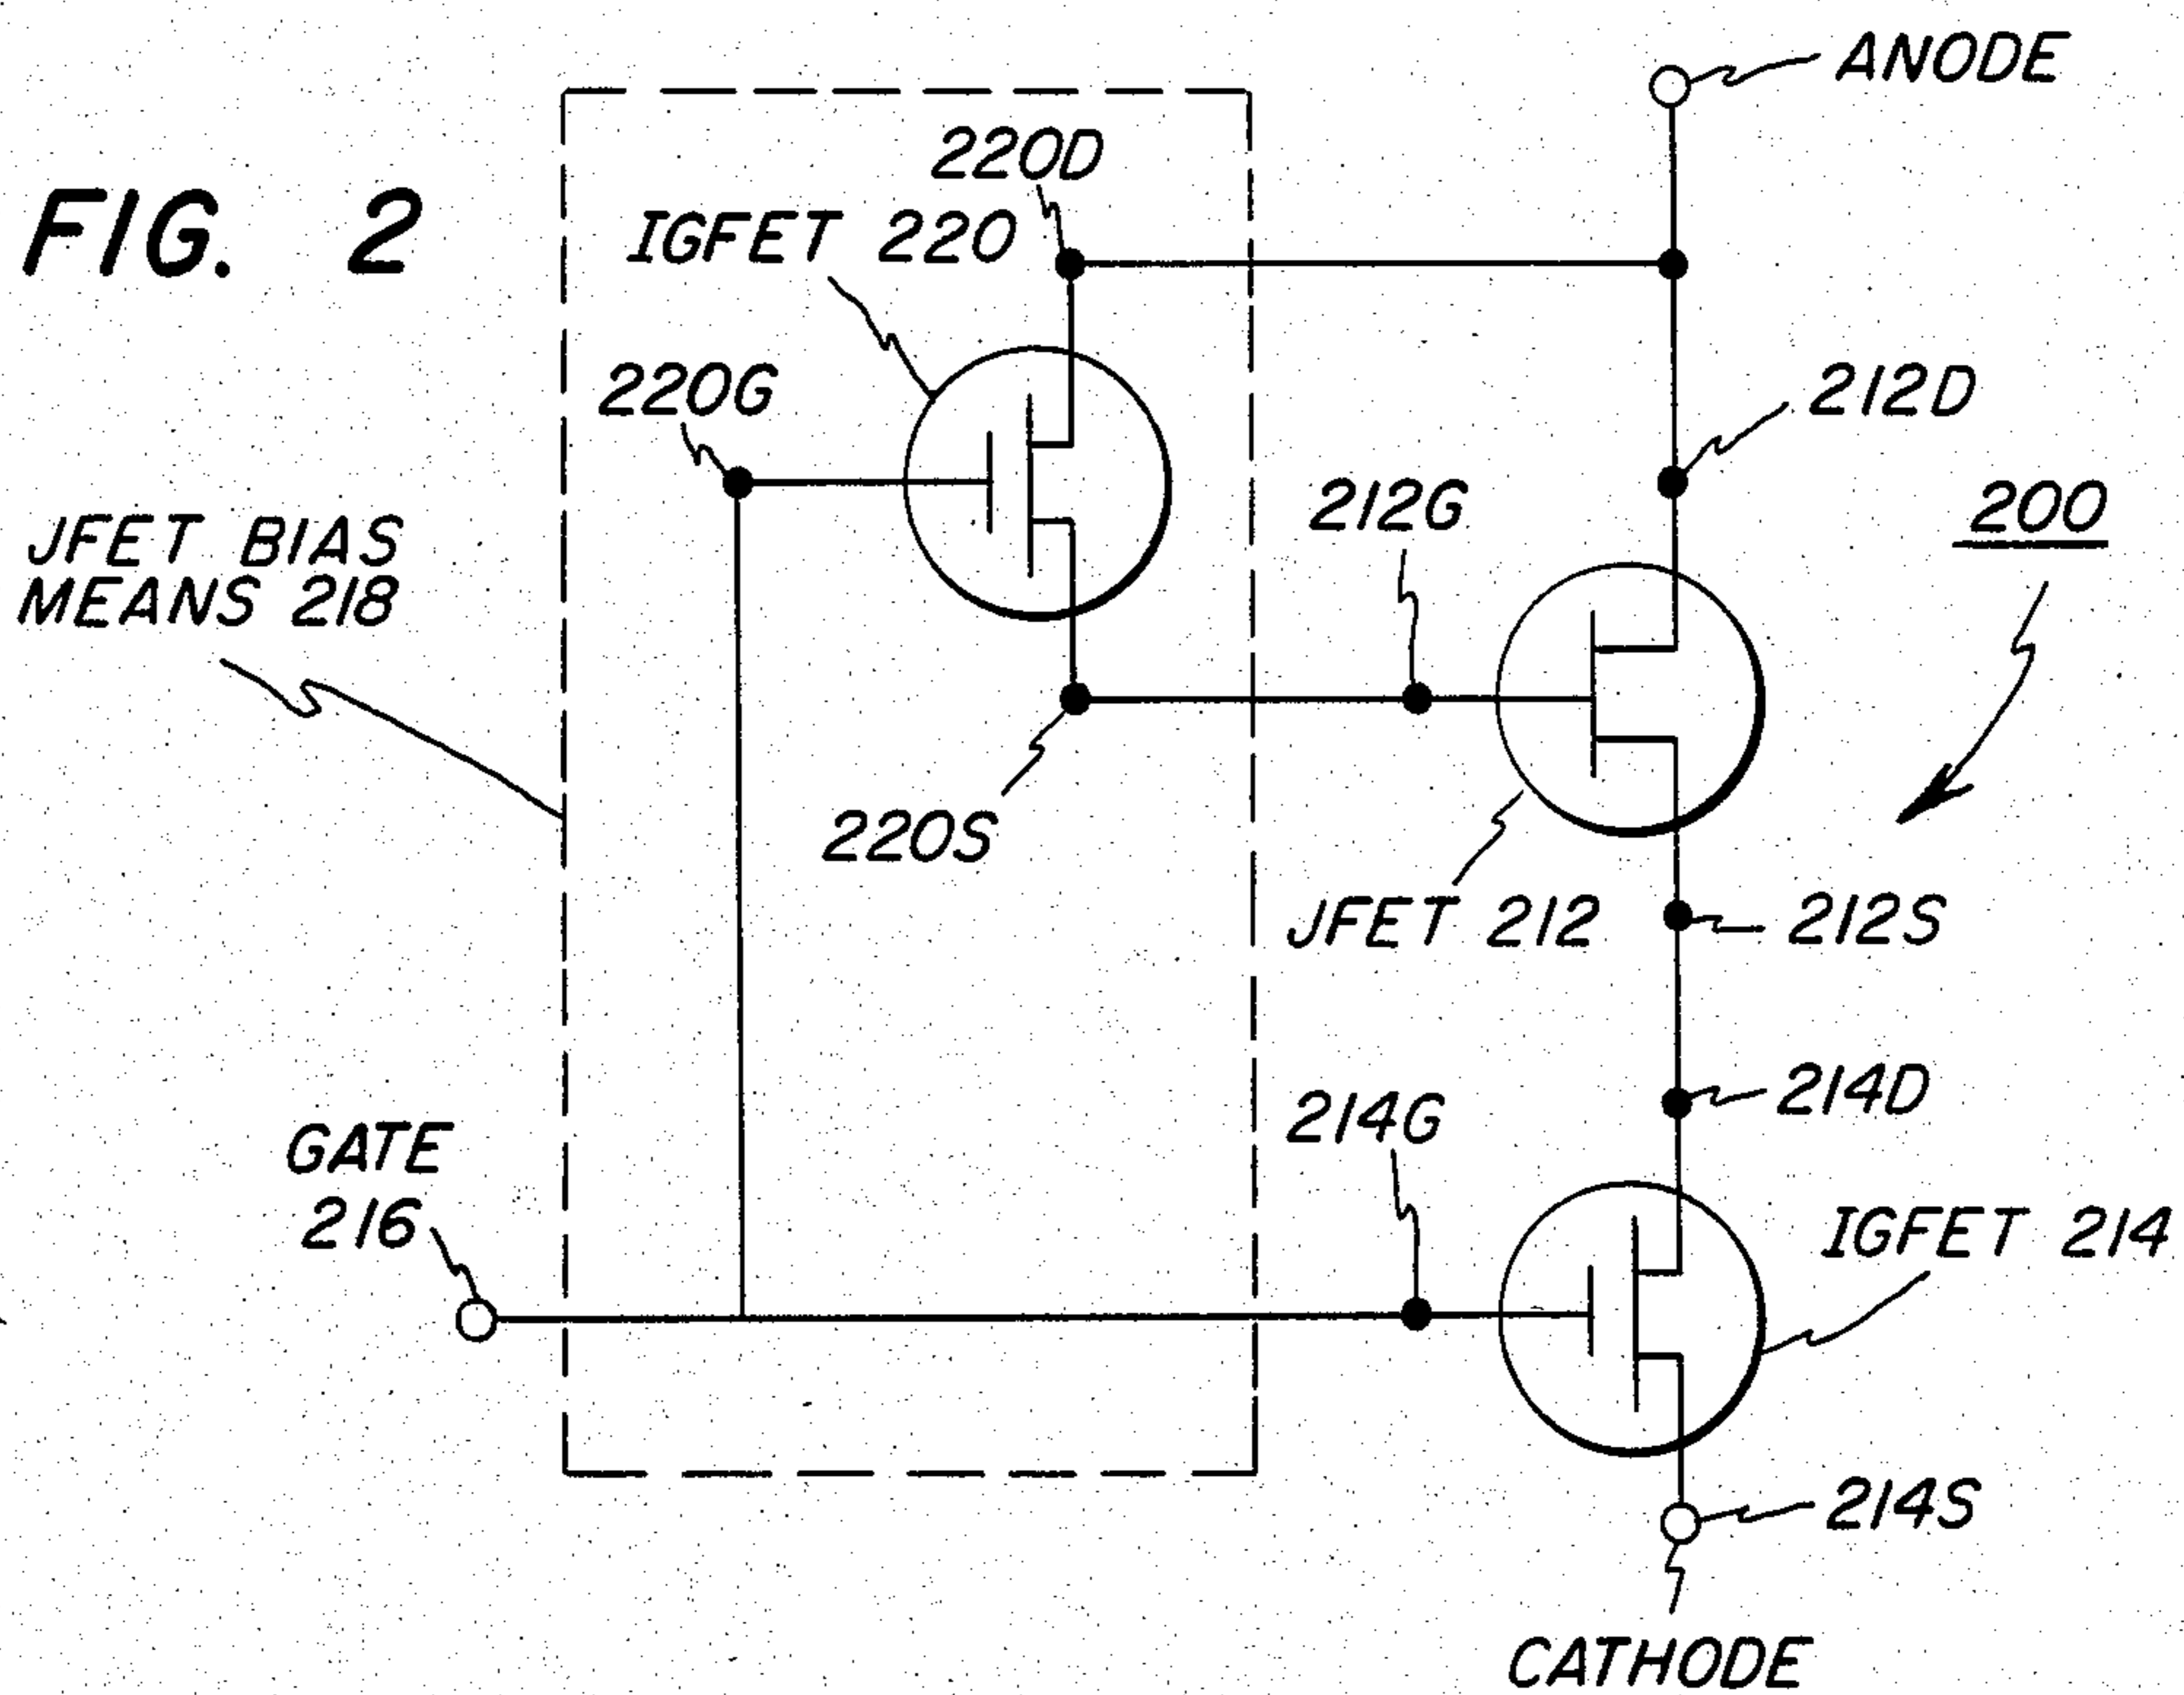 ANODE
220D
FIG. 2
IGFET 220
220G
212D
212G
200
JFET BIAS
MEANS 218
220S
JFET 212
212S
214D
214G
GATE
216
IGFET 214
214S
CATHODE